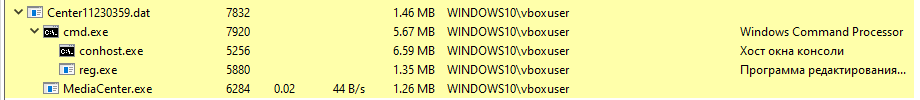 Center11230359.dat 7832 1.46 MB WINDOWS10\vboxuser
cmd.exe 7920 5.67 MB WINDOWS10\vboxuser Windows Command Processor
conhost.exe 5256 6.59 MB WINDOWS10\vboxuser Хост окна консоли
reg.exe 5880 1.35 MB WINDOWS10\vboxuser Программа редактирования...
MediaCenter.exe 6284 0.02 44 B/s 1.26 MB WINDOWS10\vboxuser